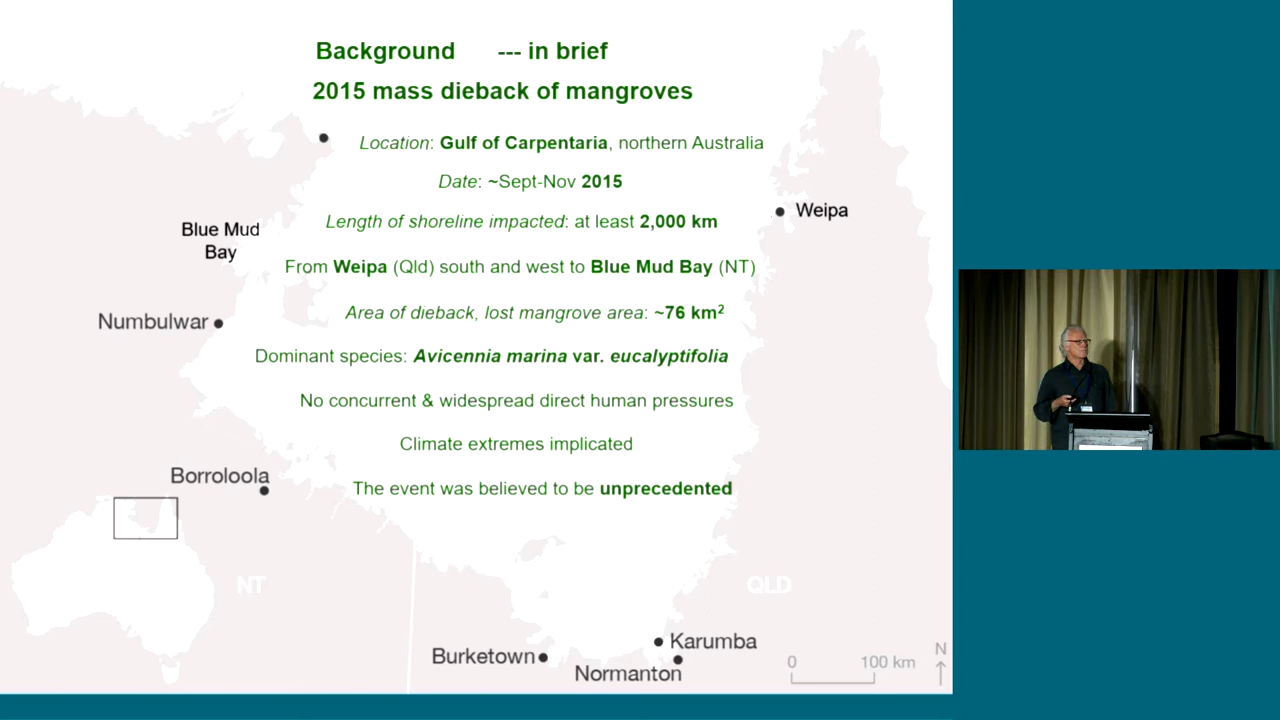 Background --- in brief
2015 mass dieback of mangroves
Location: Gulf of Carpentaria, northern Australia
Date: ~Sept-Nov 2015
Weipa
Length of shoreline impacted: at least 2,000 km
Blue Mud
Bay
From Weipa (Qld) south and west to Blue Mud Bay (NT)
Area of dieback, lost mangrove area: ~76 km²
Numbulwar
Dominant species: Avicennia marina var. eucalyptifolia
No concurrent & widespread direct human pressures
Climate extremes implicated
Borroloola
The event was believed to be unprecedented
NT
QLD
Karumba
Burketown
Normanton
0 100 km
N